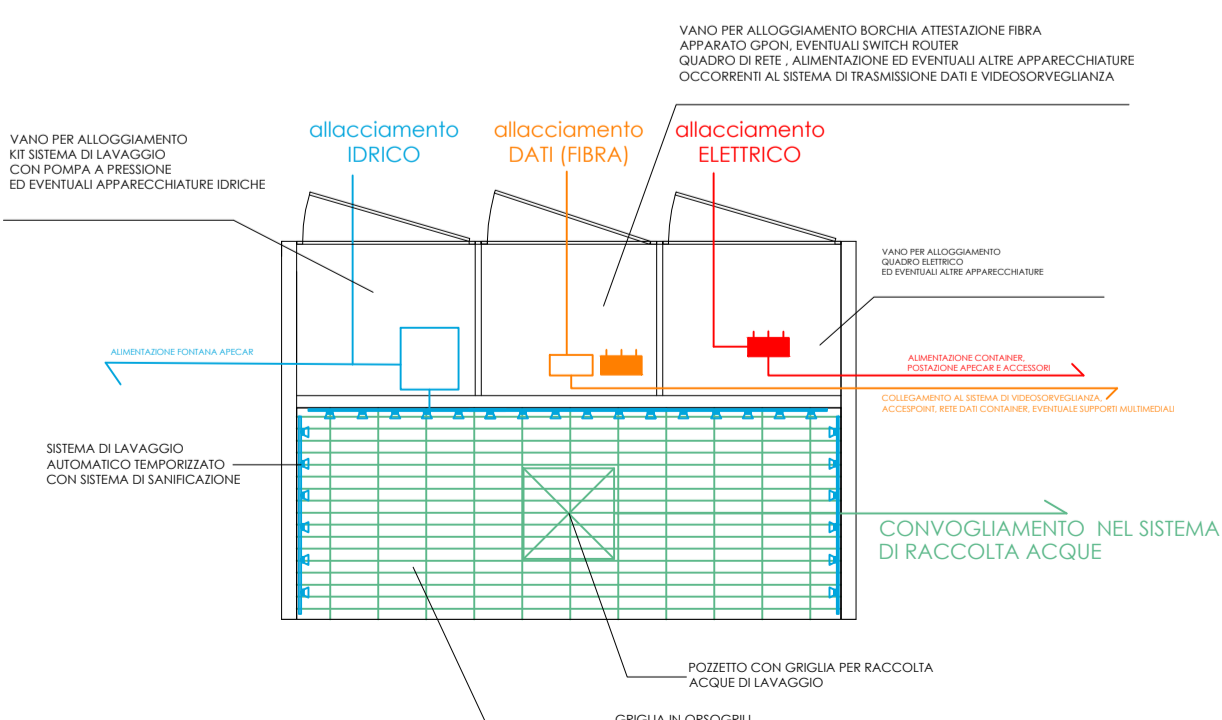 VANO PER ALLOGGIAMENTO BORCHIA ATTESTAZIONE FIBRA
APPARATO GPON, EVENTUALI SWITCH ROUTER
QUADRO DI RETE , ALIMENTAZIONE ED EVENTUALI ALTRE APPARECCHIATURE
OCCORRENTI AL SISTEMA DI TRASMISSIONE DATI E VIDEOSORVEGLIANZA
VANO PER ALLOGGIAMENTO
KIT SISTEMA DI LAVAGGIO
CON POMPA A PRESSIONE
ED EVENTUALI APPARECCHIATURE IDRICHE
allacciamento
IDRICO
allacciamento
DATI (FIBRA)
allacciamento
ELETTRICO
VANO PER ALLOGGIAMENTO
QUADRO ELETTRICO
ED EVENTUALI ALTRE APPARECCHIATURE
ALIMENTAZIONE FONTANA APECAR
ALIMENTAZIONE CONTAINER,
POSTAZIONE APECAR E ACCESSORI
COLLEGAMENTO AL SISTEMA DI VIDEOSORVEGLIANZA,
ACCESPOINT, RETE DATI CONTAINER, EVENTUALE SUPPORTI MULTIMEDIALI
SISTEMA DI LAVAGGIO
AUTOMATICO TEMPORIZZATO
CON SISTEMA DI SANIFICAZIONE
CONVOGLIAMENTO NEL SISTEMA
DI RACCOLTA ACQUE
POZZETTO CON GRIGLIA PER RACCOLTA
ACQUE DI LAVAGGIO
GRIGLIA IN ORSOGRILL